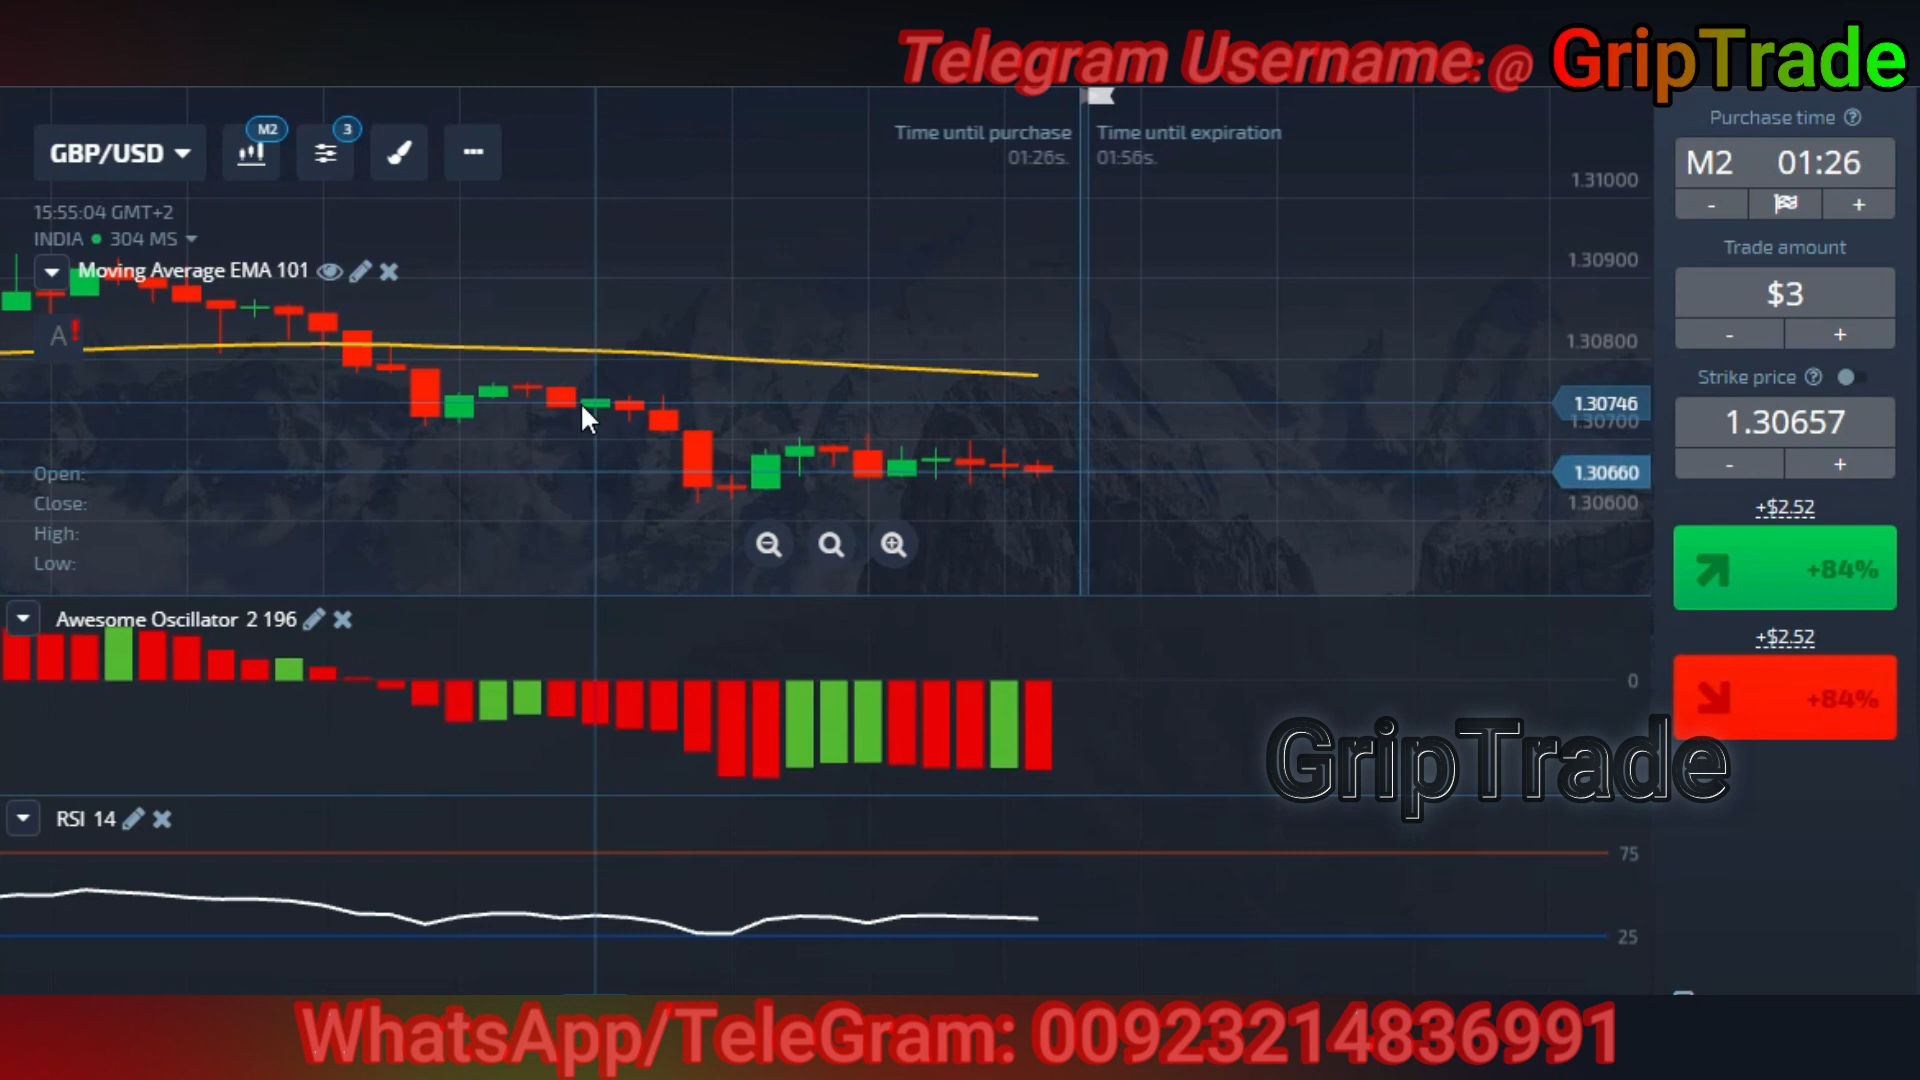 Telegram Username:@ GripTrade
GBP/USD
M2
3
Time until purchase
01:26s.
Time until expiration
01:56s.
15:55:04 GMT+2
INDIA 304 MS
Moving Average EMA 101
A!
1.31000
1.30900
1.30800
1.30746
1.30700
1.30660
1.30600
Open:
Close:
High:
Low:
Purchase time ?
M2 01:26
- +
Trade amount
$3
- +
Strike price ?
1.30657
- +
+$2.52
+84%
+$2.52
+84%
Awesome Oscillator 2 196
0
GripTrade
RSI 14
75
25
WhatsApp/TeleGram: 00923214836991